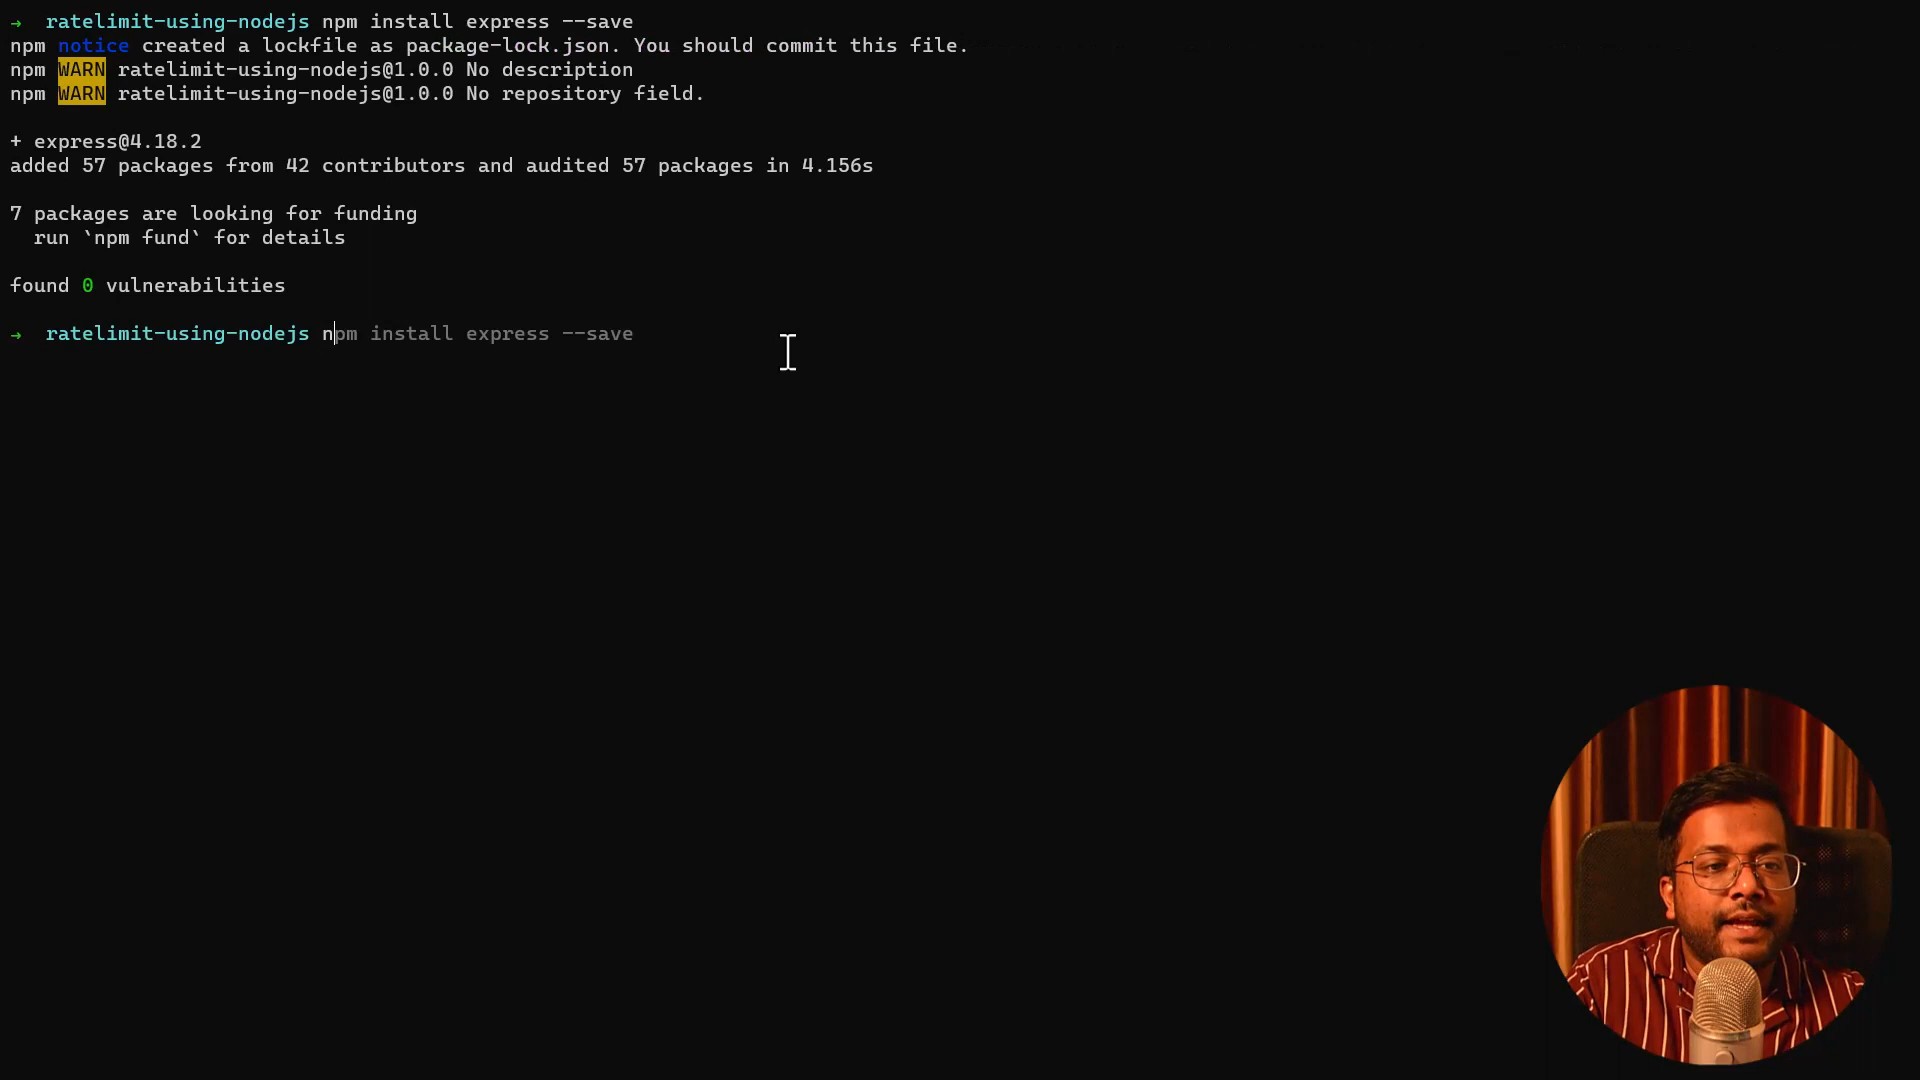 → ratelimit-using-nodejs npm install express --save
npm notice created a lockfile as package-lock.json. You should commit this file.
npm WARN ratelimit-using-nodejs@1.0.0 No description
npm WARN ratelimit-using-nodejs@1.0.0 No repository field.
+ express@4.18.2
added 57 packages from 42 contributors and audited 57 packages in 4.156s
7 packages are looking for funding
run `npm fund` for details
found 0 vulnerabilities
→ ratelimit-using-nodejs npm install express --save